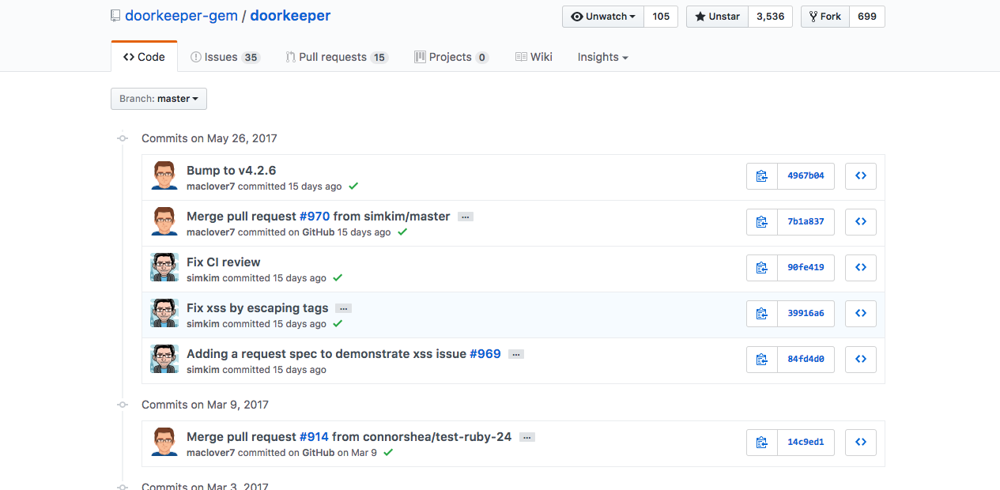 doorkeeper-gem / doorkeeper
Unwatch 105 Unstar 3,536 Fork 699
Code Issues 35 Pull requests 15 Projects 0 Wiki Insights
Branch: master
Commits on May 26, 2017
Bump to v4.2.6
maclover7 committed 15 days ago
4967b04
Merge pull request #970 from simkim/master …
maclover7 committed on GitHub 15 days ago
7b1a837
Fix CI review
simkim committed 15 days ago
90fe419
Fix xss by escaping tags …
simkim committed 15 days ago
39916a6
Adding a request spec to demonstrate xss issue #969 …
simkim committed 15 days ago
84fd4d0
Commits on Mar 9, 2017
Merge pull request #914 from connorshea/test-ruby-24 …
maclover7 committed on GitHub on Mar 9
14c9ed1
Commits on Mar 3, 2017